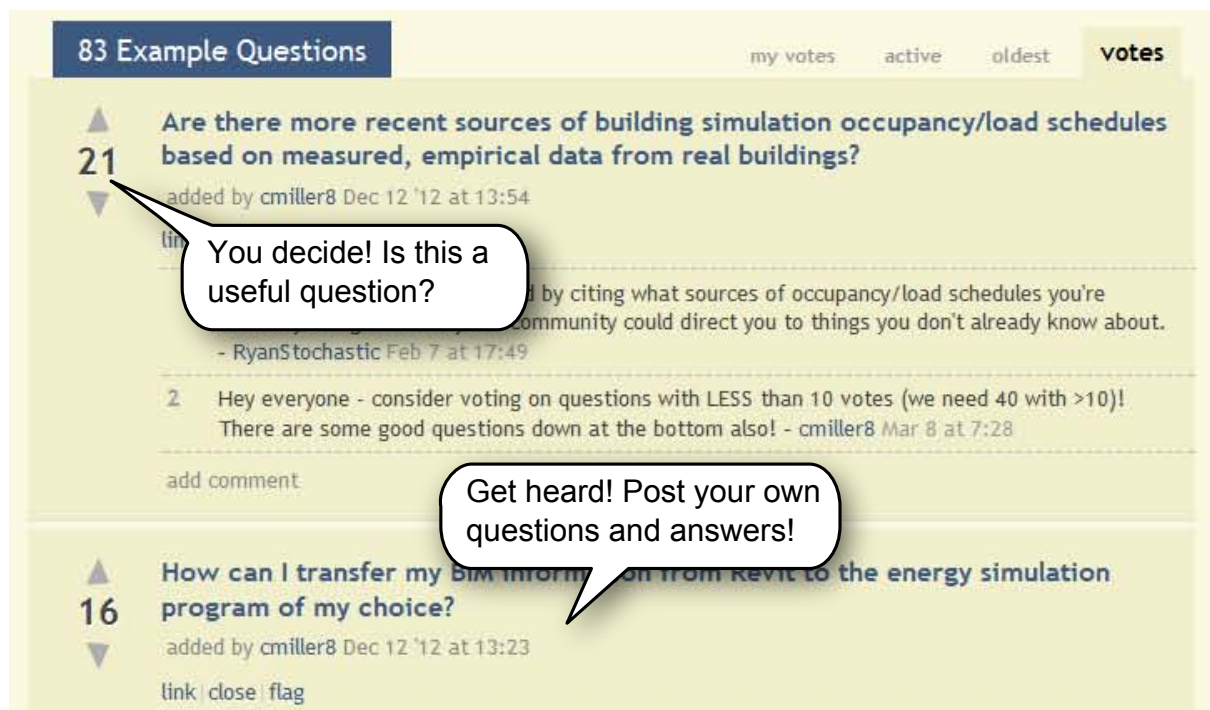 83 Example Questions
my votes active oldest votes
Are there more recent sources of building simulation occupancy/load schedules
21
based on measured, empirical data from real buildings?
added by cmiller8 Dec 12 '12 at 13:54
You decide! Is this a
useful question?
by citing what sources of occupancy/load schedules you're
community could direct you to things you don't already know about.
- RyanStochastic Feb 7 at 17:49
2 Hey everyone - consider voting on questions with LESS than 10 votes (we need 40 with >10)!
There are some good questions down at the bottom also! - cmiller8 Mar 8 at 7:28
add comment
Get heard! Post your own
questions and answers!
How can I transfer my BIM information from Revit to the energy simulation
16
program of my choice?
added by cmiller8 Dec 12 '12 at 13:23
link close flag